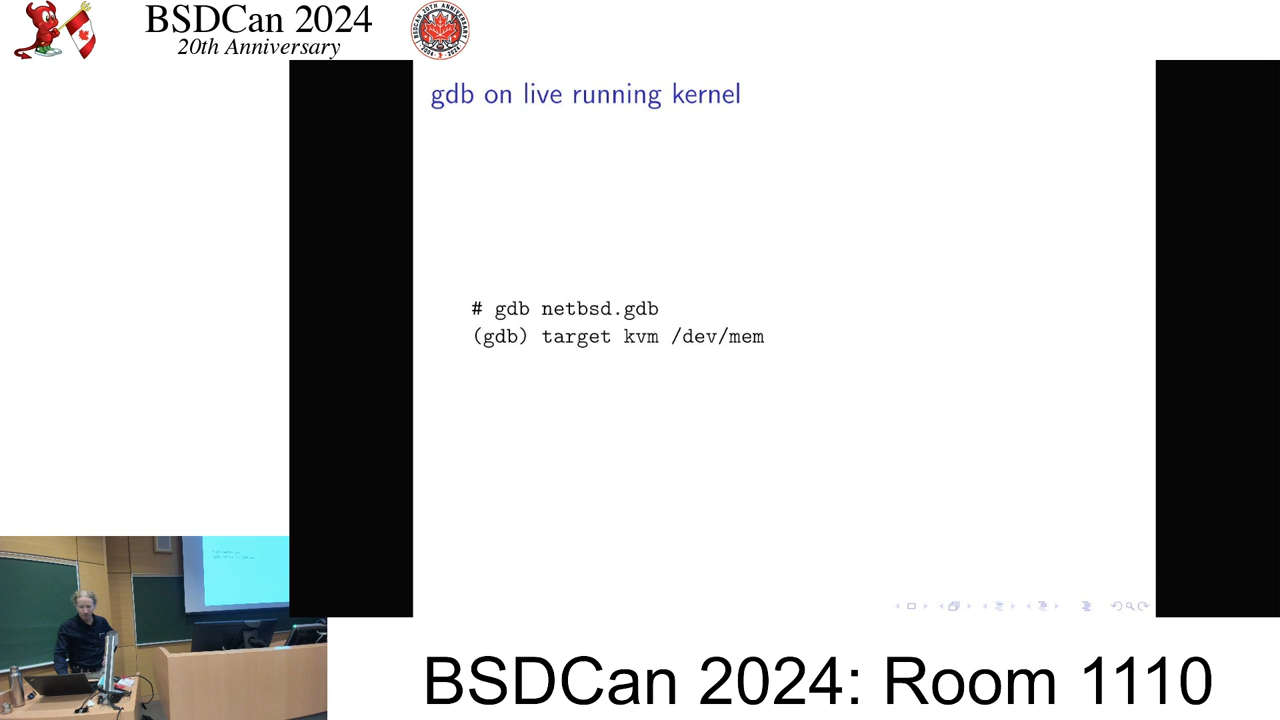 BSDCan 2024
20th Anniversary
gdb on live running kernel
# gdb netbsd.gdb
(gdb) target kvm /dev/mem
BSDCan 2024: Room 1110